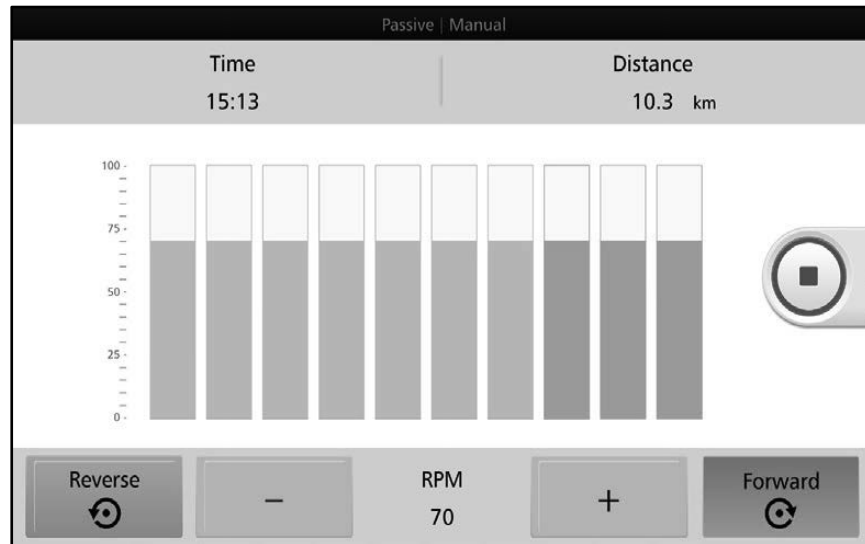 Passive | Manual
Time
Distance
15:13
10.3 km
100
75
50
25
0
Reverse
RPM
Forward
−
70
+